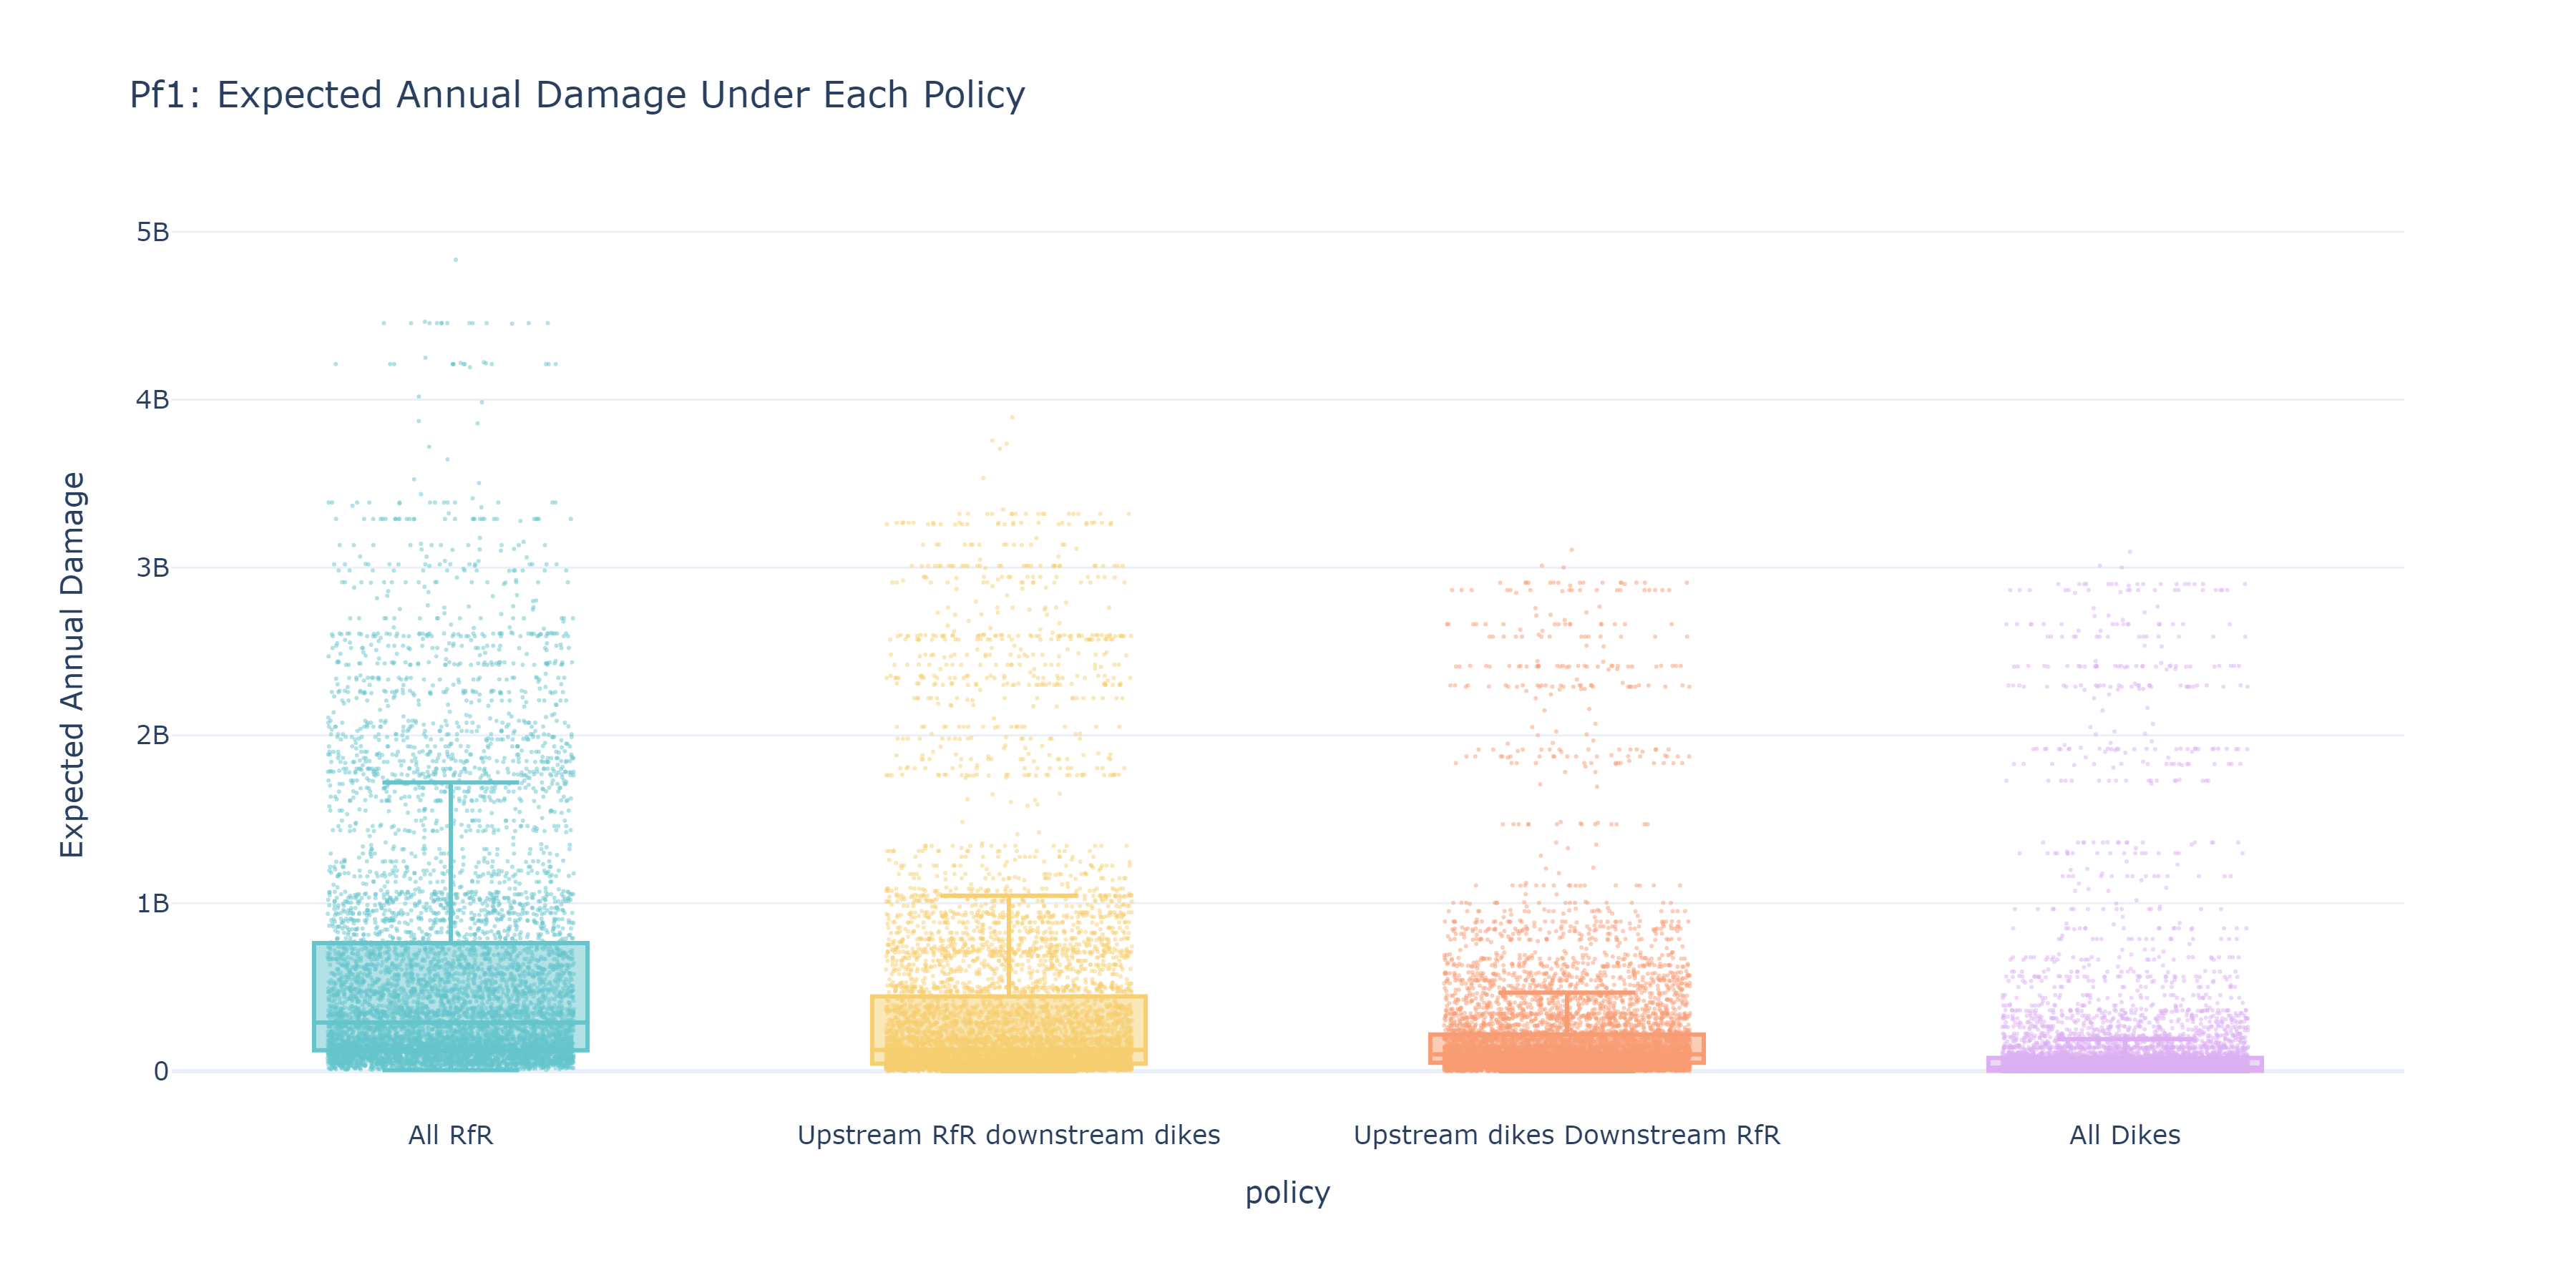 Pf1: Expected Annual Damage Under Each Policy
Expected Annual Damage
5B
4B
3B
2B
1B
0
All RfR
Upstream RfR downstream dikes
Upstream dikes Downstream RfR
All Dikes
policy